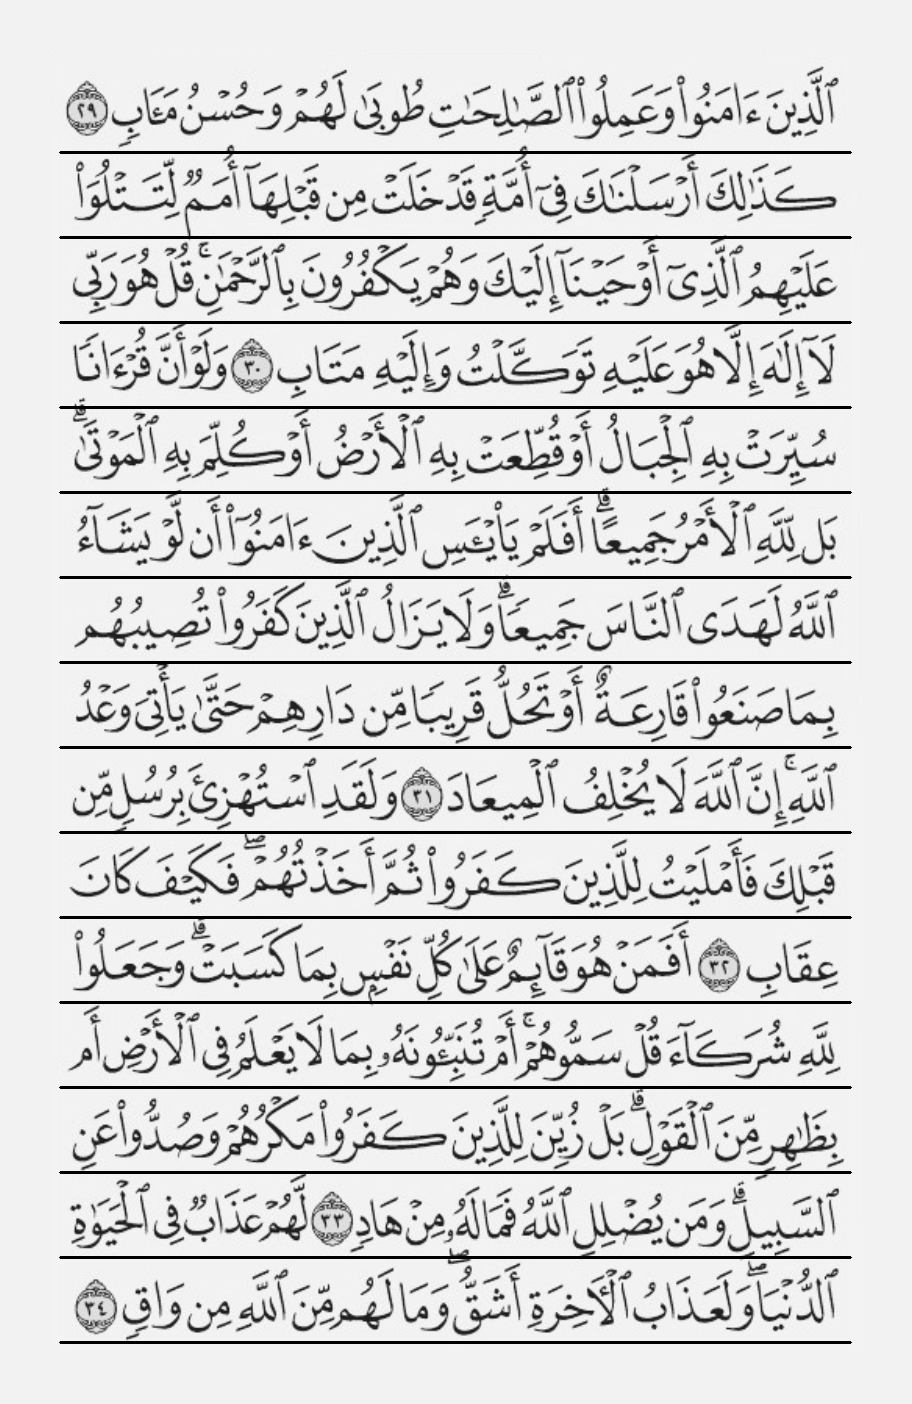 ٱلَّذِينَ ءَامَنُوا۟ وَعَمِلُوا۟ ٱلصَّٰلِحَٰتِ طُوبَىٰ لَهُمْ وَحُسْنُ مَـَٔابٍ ٢٩
كَذَٰلِكَ أَرْسَلْنَٰكَ فِىٓ أُمَّةٍ قَدْ خَلَتْ مِن قَبْلِهَآ أُمَمٌ لِّتَتْلُوَا۟
عَلَيْهِمُ ٱلَّذِىٓ أَوْحَيْنَآ إِلَيْكَ وَهُمْ يَكْفُرُونَ بِٱلرَّحْمَٰنِ ۚ قُلْ هُوَ رَبِّى
لَآ إِلَٰهَ إِلَّا هُوَ عَلَيْهِ تَوَكَّلْتُ وَإِلَيْهِ مَتَابِ ٣٠ وَلَوْ أَنَّ قُرْءَانًا
سُيِّرَتْ بِهِ ٱلْجِبَالُ أَوْ قُطِّعَتْ بِهِ ٱلْأَرْضُ أَوْ كُلِّمَ بِهِ ٱلْمَوْتَىٰ ۗ
بَل لِّلَّهِ ٱلْأَمْرُ جَمِيعًا ۗ أَفَلَمْ يَا۟يْـَٔسِ ٱلَّذِينَ ءَامَنُوٓا۟ أَن لَّوْ يَشَآءُ
ٱللَّهُ لَهَدَى ٱلنَّاسَ جَمِيعًا ۗ وَلَا يَزَالُ ٱلَّذِينَ كَفَرُوا۟ تُصِيبُهُم
بِمَا صَنَعُوا۟ قَارِعَةٌ أَوْ تَحُلُّ قَرِيبًا مِّن دَارِهِمْ حَتَّىٰ يَأْتِىَ وَعْدُ
ٱللَّهِ ۚ إِنَّ ٱللَّهَ لَا يُخْلِفُ ٱلْمِيعَادَ ٣١ وَلَقَدِ ٱسْتُهْزِئَ بِرُسُلٍ مِّن
قَبْلِكَ فَأَمْلَيْتُ لِلَّذِينَ كَفَرُوا۟ ثُمَّ أَخَذْتُهُمْ ۖ فَكَيْفَ كَانَ
عِقَابِ ٣٢ أَفَمَنْ هُوَ قَآئِمٌ عَلَىٰ كُلِّ نَفْسٍۭ بِمَا كَسَبَتْ ۗ وَجَعَلُوا۟
لِلَّهِ شُرَكَآءَ قُلْ سَمُّوهُمْ ۚ أَمْ تُنَبِّـُٔونَهُۥ بِمَا لَا يَعْلَمُ فِى ٱلْأَرْضِ أَم
بِظَٰهِرٍ مِّنَ ٱلْقَوْلِ ۗ بَلْ زُيِّنَ لِلَّذِينَ كَفَرُوا۟ مَكْرُهُمْ وَصُدُّوا۟ عَنِ
ٱلسَّبِيلِ ۗ وَمَن يُضْلِلِ ٱللَّهُ فَمَا لَهُۥ مِنْ هَادٍ ٣٣ لَّهُمْ عَذَابٌ فِى ٱلْحَيَوٰةِ
ٱلدُّنْيَا ۖ وَلَعَذَابُ ٱلْـَٔاخِرَةِ أَشَقُّ ۖ وَمَا لَهُم مِّنَ ٱللَّهِ مِن وَاقٍ ٣٤